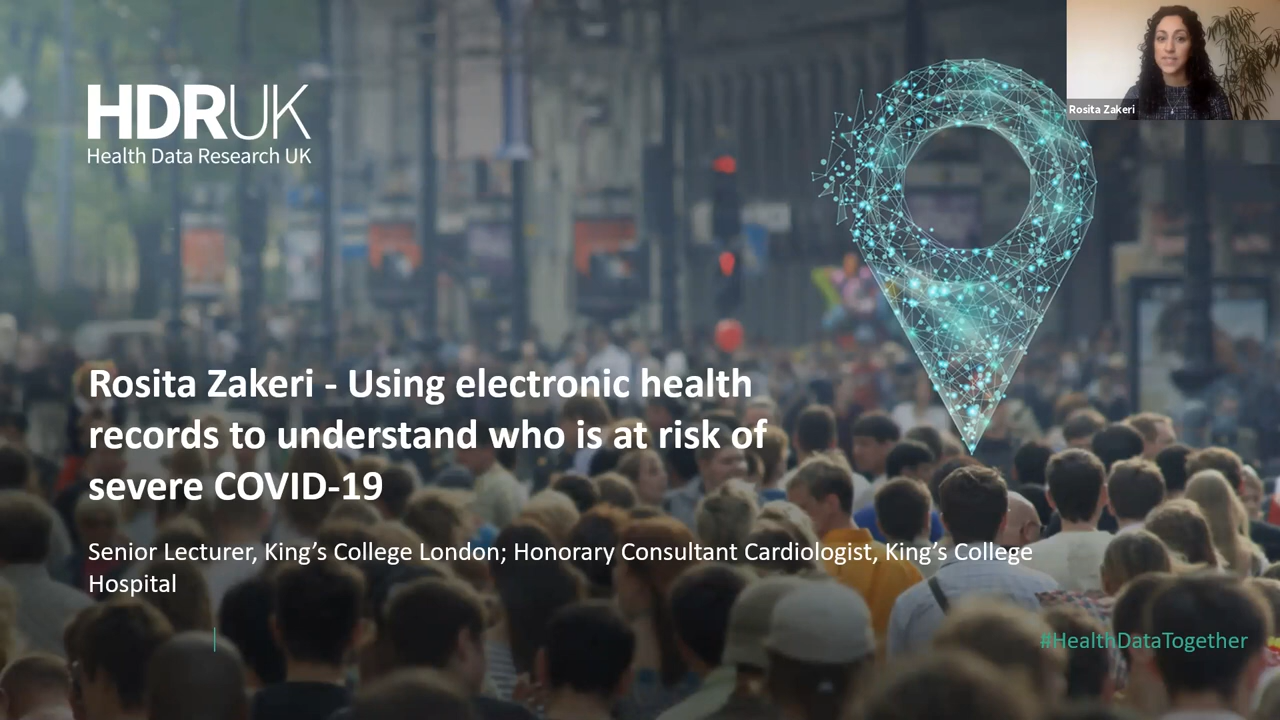 HDRUK
Health Data Research UK
Rosita Zakeri
Rosita Zakeri - Using electronic health
records to understand who is at risk of
severe COVID-19
Senior Lecturer, King’s College London; Honorary Consultant Cardiologist, King’s College
Hospital
#HealthDataTogether